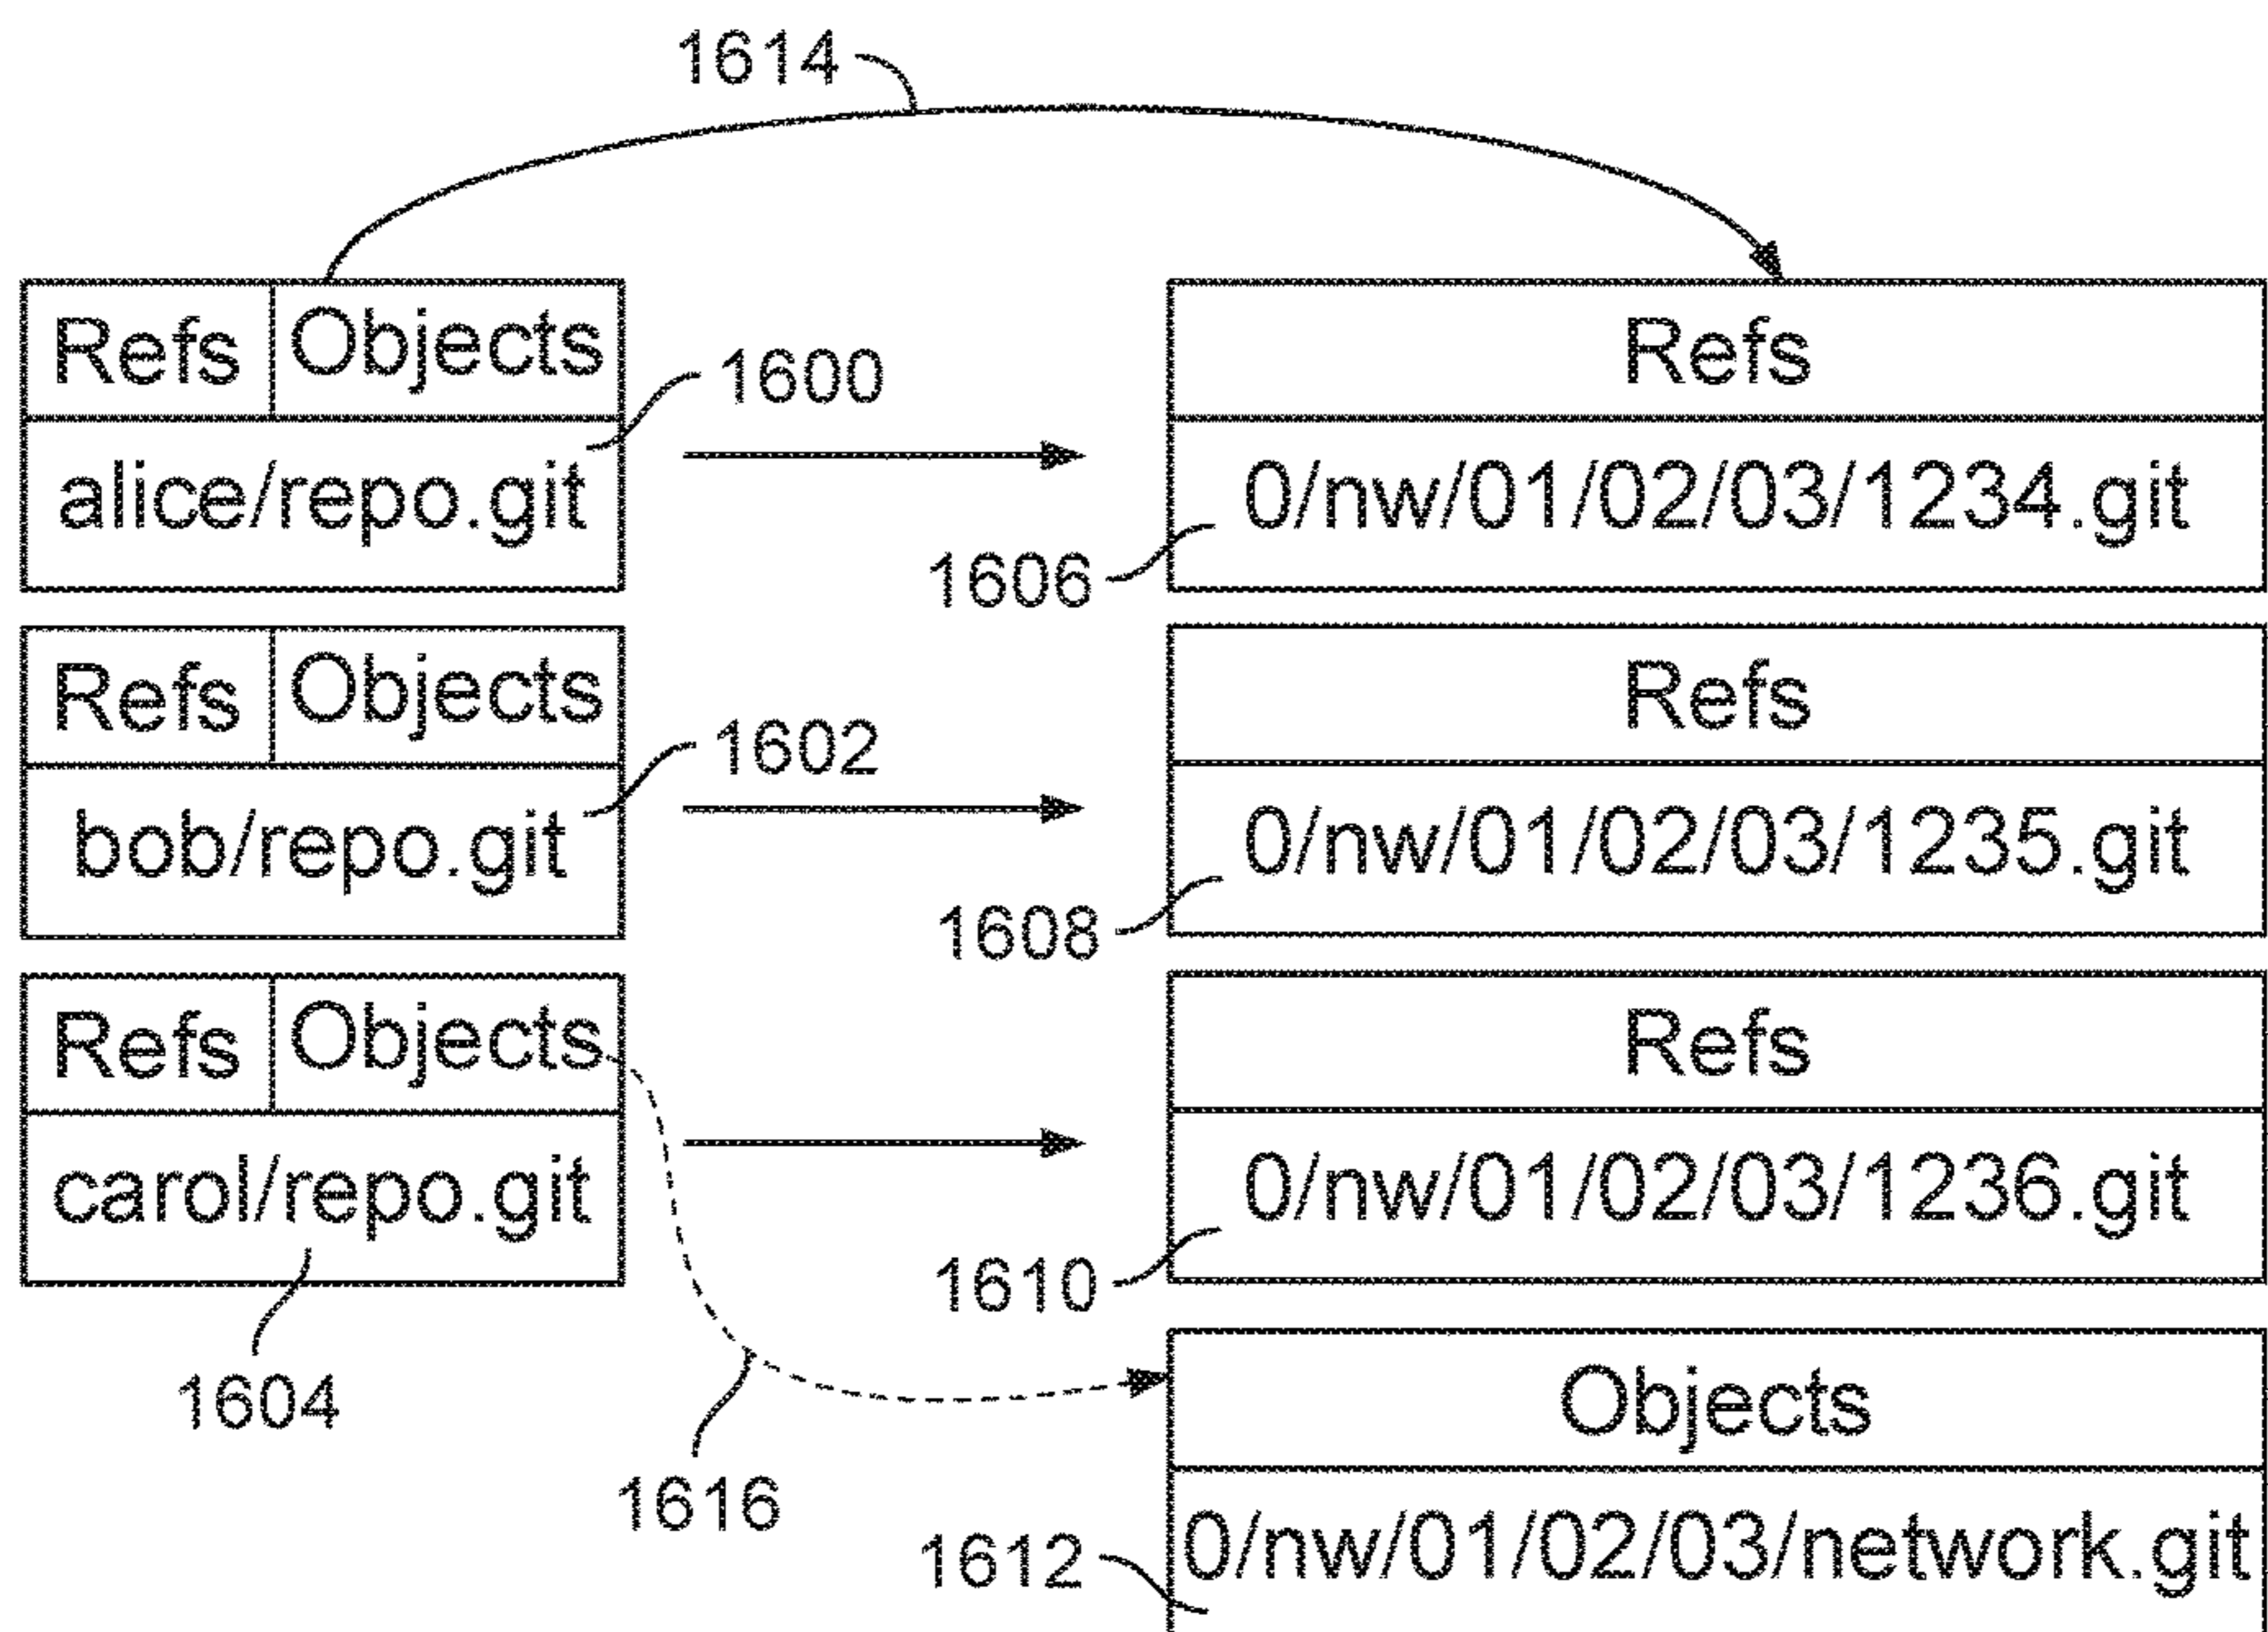 1614
Refs Objects
1600
alice/repo.git
Refs
0/nw/01/02/03/1234.git
1606
Refs Objects
1602
bob/repo.git
Refs
0/nw/01/02/03/1235.git
1608
Refs Objects
carol/repo.git
1604
Refs
0/nw/01/02/03/1236.git
1610
1616
Objects
0/nw/01/02/03/network.git
1612